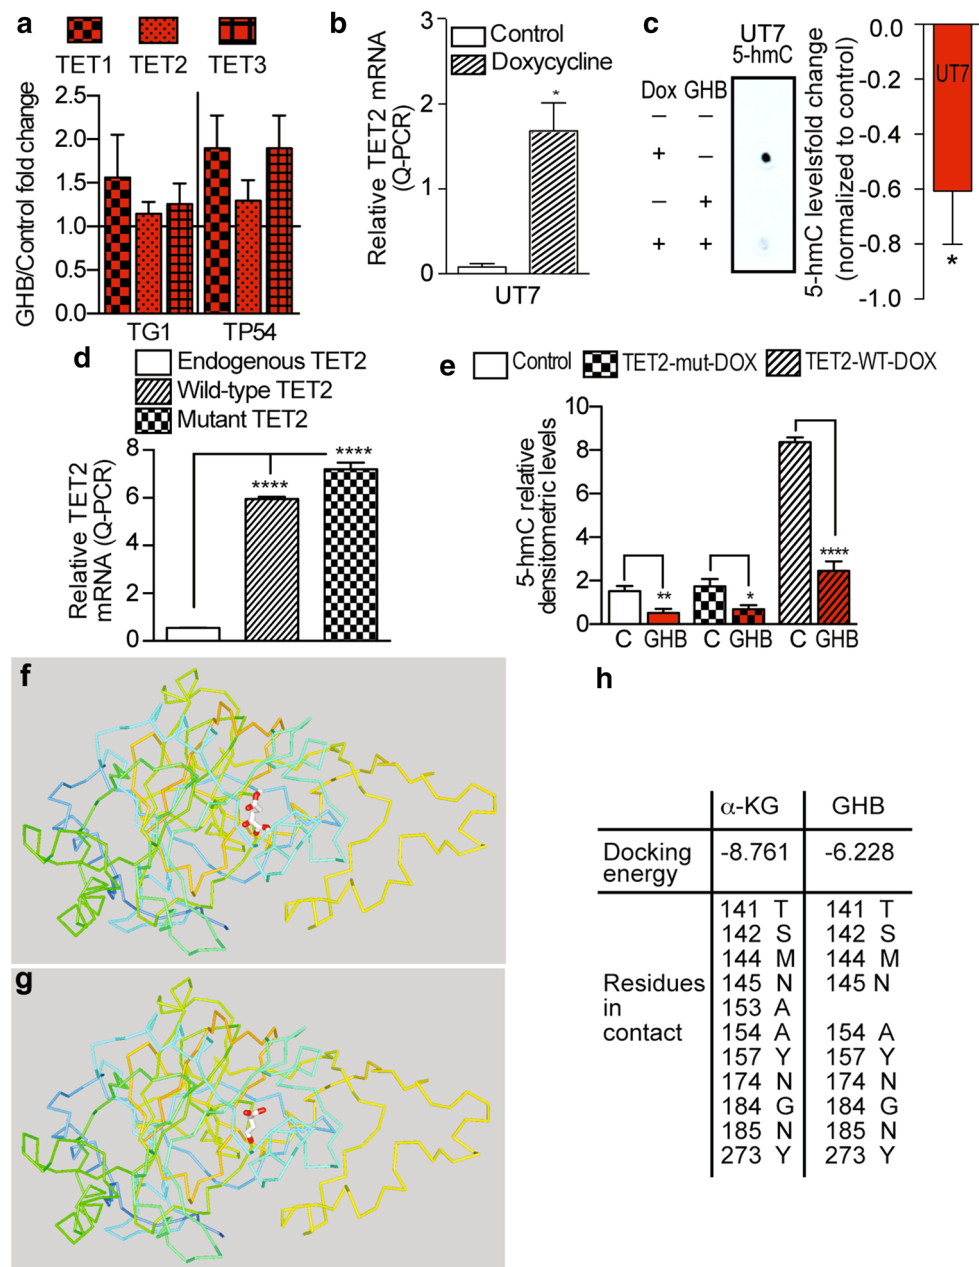 a
TET1 TET2 TET3
GHB/Control fold change
2.5
2.0
1.5
1.0
0.5
0.0
TG1 TP54
b
Relative TET2 mRNA
(Q-PCR)
3
2
1
0
Control
Doxycycline
*
UT7
c
UT7
5-hmC
Dox GHB
− −
+ −
− +
+ +
5-hmC levelsfold change
(normalized to control)
0.0
-0.2
-0.4
-0.6
-0.8
-1.0
UT7
*
d
Endogenous TET2
Wild-type TET2
Mutant TET2
Relative TET2
mRNA (Q-PCR)
8
6
4
2
0
****
****
e
Control TET2-mut-DOX TET2-WT-DOX
5-hmC relative
densitometric levels
10
8
6
4
2
0
**
*
****
C GHB C GHB C GHB
f
g
h
α-KG GHB
Docking
energy
-8.761 -6.228
Residues
in
contact
141 T 141 T
142 S 142 S
144 M 144 M
145 N 145 N
153 A
154 A 154 A
157 Y 157 Y
174 N 174 N
184 G 184 G
185 N 185 N
273 Y 273 Y